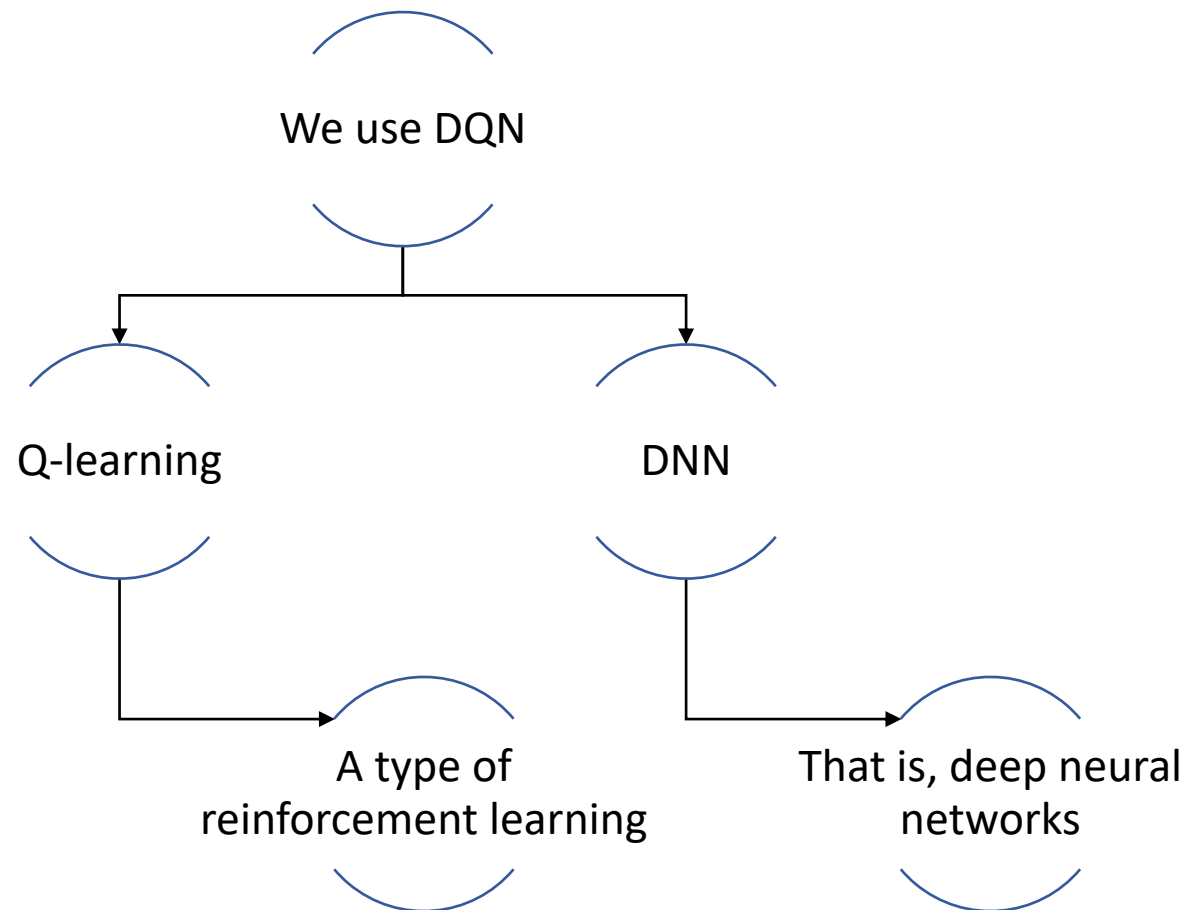 We use DQN
Q-learning
DNN
A type of
reinforcement learning
That is, deep neural
networks